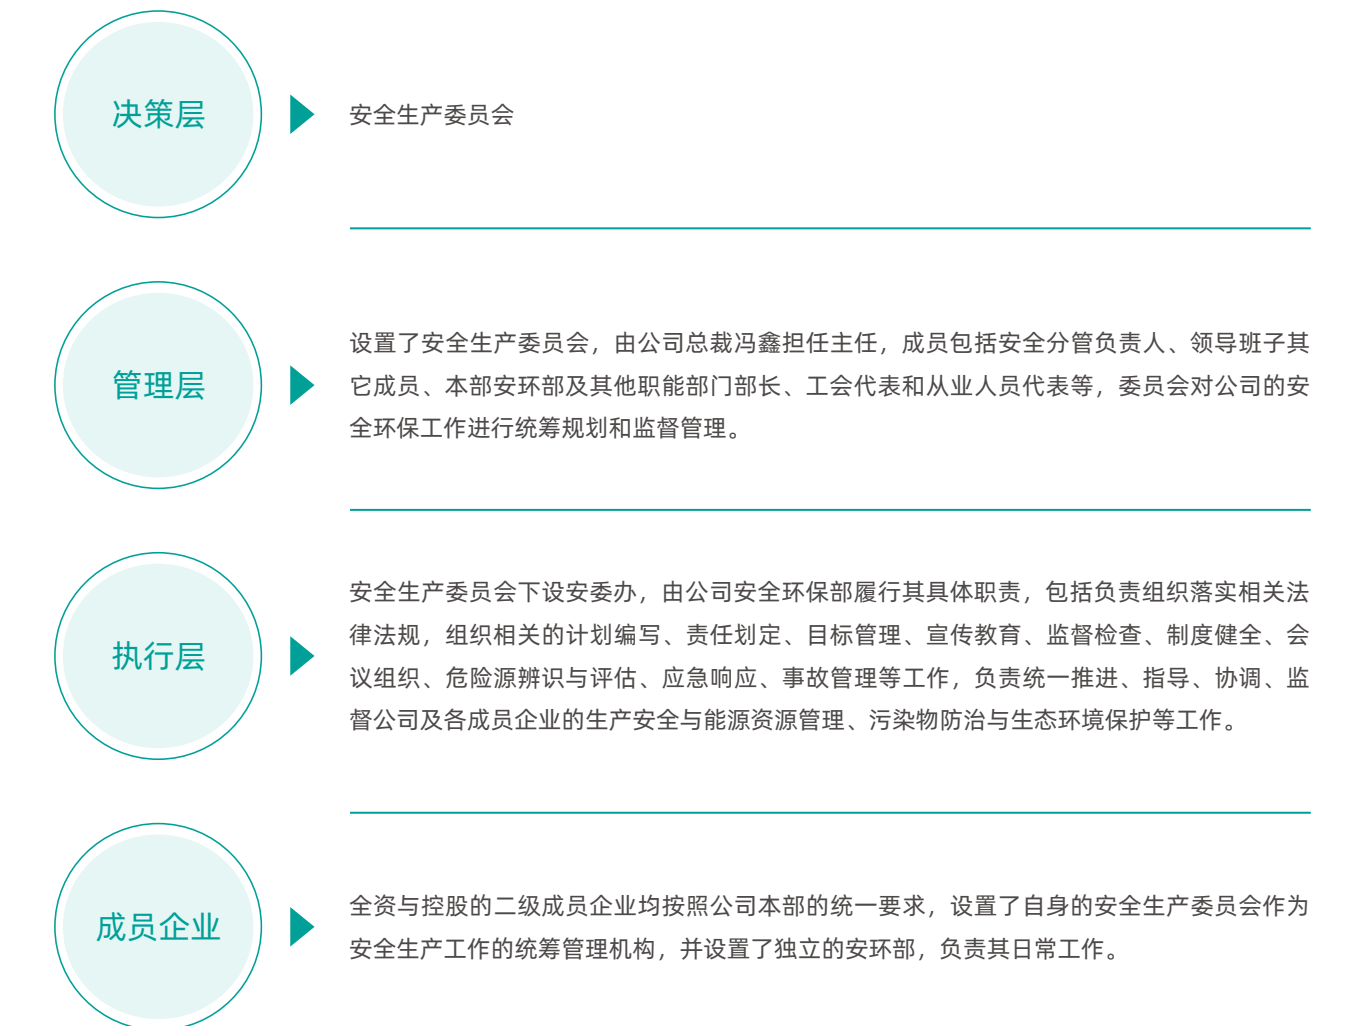 决策层
安全生产委员会
管理层
设置了安全生产委员会，由公司总裁冯鑫担任主任，成员包括安全分管负责人、领导班子其
它成员、本部安环部及其他职能部门部长、工会代表和从业人员代表等，委员会对公司的安
全环保工作进行统筹规划和监督管理。
执行层
安全生产委员会下设安委办，由公司安全环保部履行其具体职责，包括负责组织落实相关法
律法规，组织相关的计划编写、责任划定、目标管理、宣传教育、监督检查、制度健全、会
议组织、危险源辨识与评估、应急响应、事故管理等工作，负责统一推进、指导、协调、监
督公司及各成员企业的生产安全与能源资源管理、污染物防治与生态环境保护等工作。
成员企业
全资与控股的二级成员企业均按照公司本部的统一要求，设置了自身的安全生产委员会作为
安全生产工作的统筹管理机构，并设置了独立的安环部，负责其日常工作。